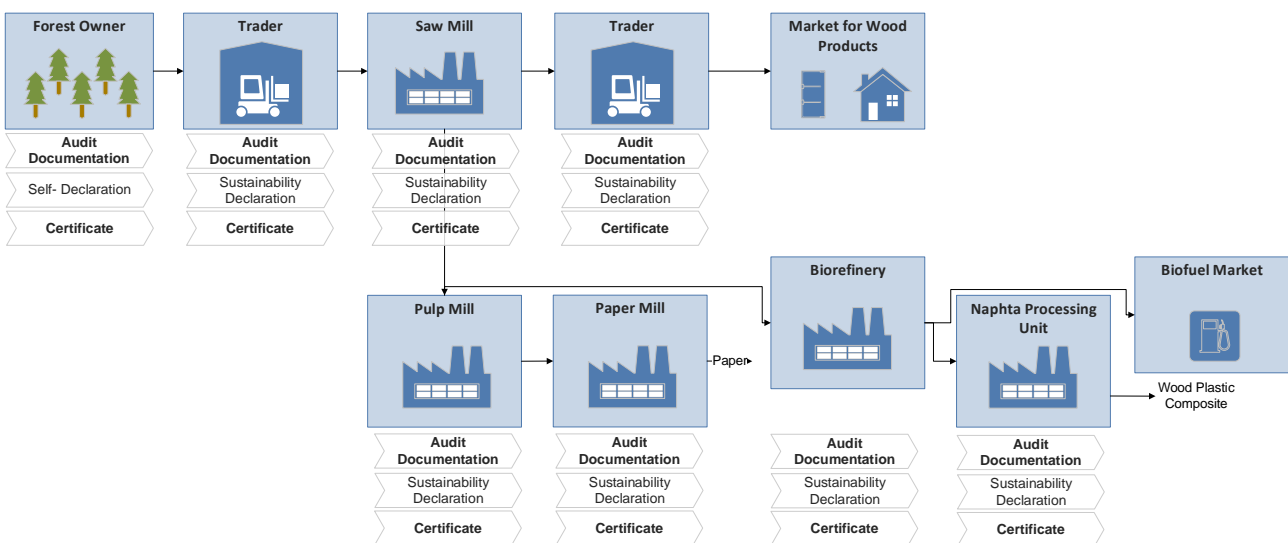 Forest Owner
Trader
Saw Mill
Trader
Market for Wood
Products
Audit
Documentation
Self- Declaration
Certificate
Audit
Documentation
Sustainability
Declaration
Certificate
Audit
Documentation
Sustainability
Declaration
Certificate
Audit
Documentation
Sustainability
Declaration
Certificate
Pulp Mill
Paper Mill
Paper
Biorefinery
Naphta Processing
Unit
Biofuel Market
Wood Plastic
Composite
Audit
Documentation
Sustainability
Declaration
Certificate
Audit
Documentation
Sustainability
Declaration
Certificate
Audit
Documentation
Sustainability
Declaration
Certificate
Audit
Documentation
Sustainability
Declaration
Certificate